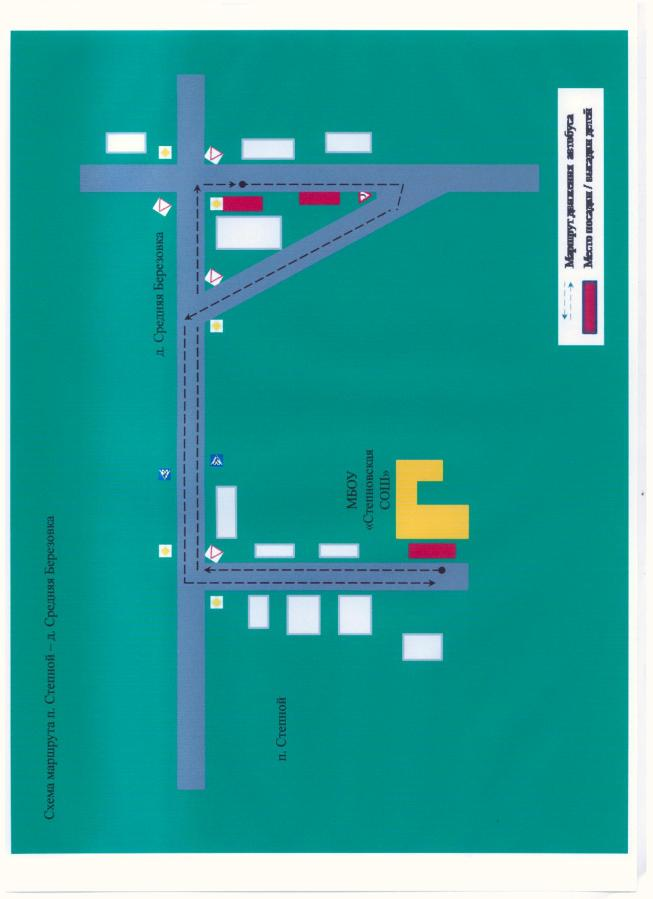 Схема маршрута п. Степной – д. Средняя Березовка
п. Степной
МБОУ
«Степновская
СОШ»
д. Средняя Березовка
Маршрут движения автобуса
Место посадки / высадки детей